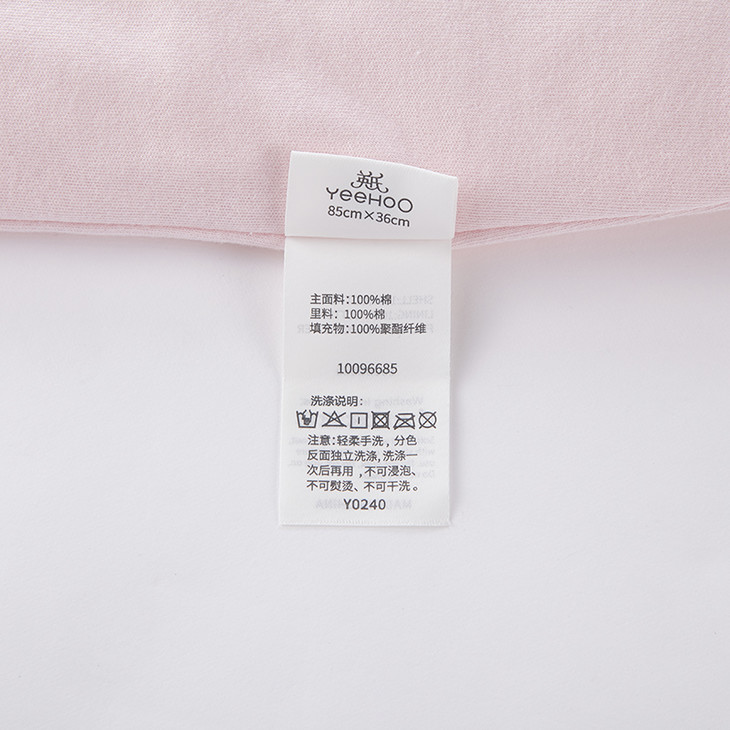 英氏
YeeHoO
85cm×36cm
主面料:100%棉
里料:100%棉
填充物:100%聚酯纤维
10096685
洗涤说明:
注意:轻柔手洗,分色
反面独立洗涤,洗涤一
次后再用,不可浸泡、
不可熨烫、不可干洗。
Y0240